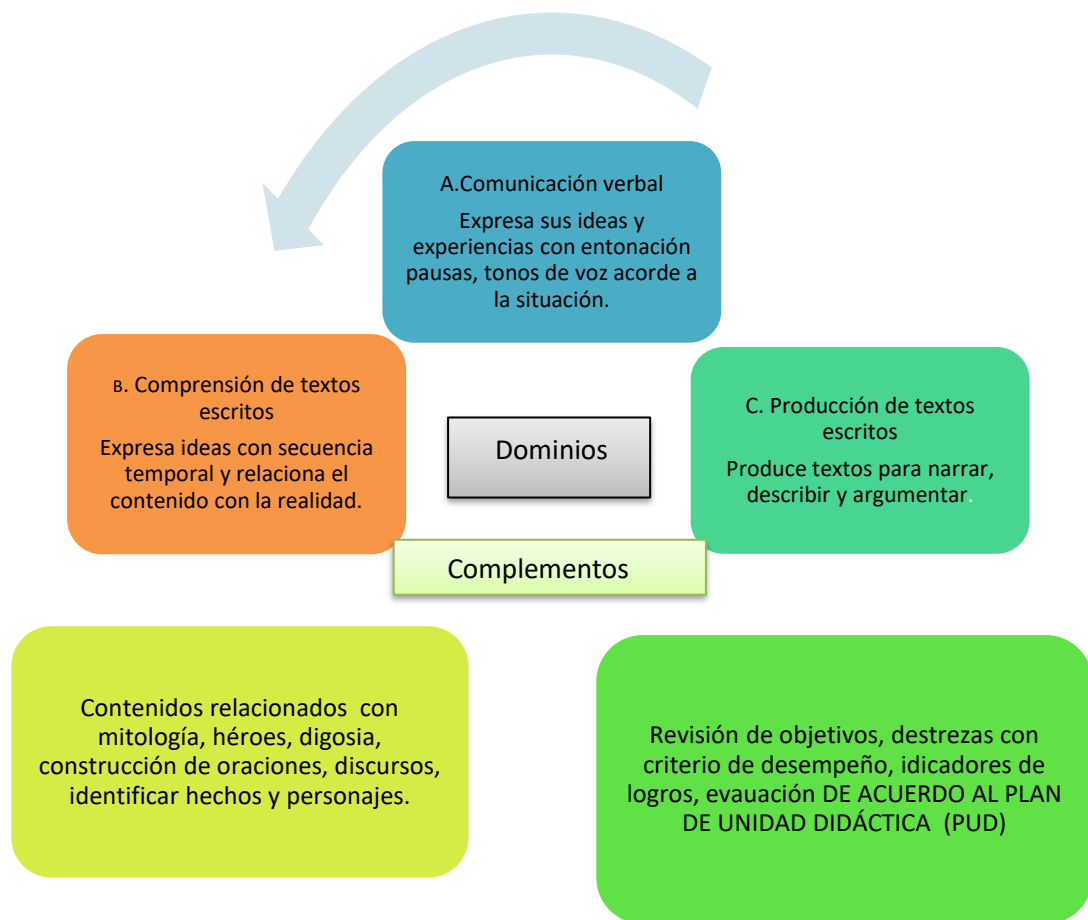 A.Comunicación verbal
Expresa sus ideas y
experiencias con entonación
pausas, tonos de voz acorde a
la situación.
B. Comprensión de textos
escritos
Expresa ideas con secuencia
temporal y relaciona el
contenido con la realidad.
Dominios
C. Producción de textos
escritos
Produce textos para narrar,
describir y argumentar.
Complementos
Contenidos relacionados con
mitología, héroes, digosia,
construcción de oraciones, discursos,
identificar hechos y personajes.
Revisión de objetivos, destrezas con
criterio de desempeño, idicadores de
logros, evauación DE ACUERDO AL PLAN
DE UNIDAD DIDÁCTICA (PUD)